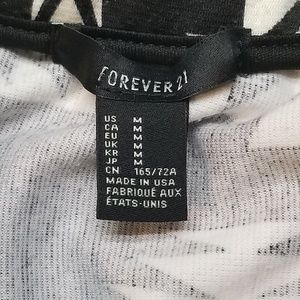 FOREVER 21
US M
CA M
EU M
UK M
KR M
JP M
CN 165/72A
MADE IN USA
FABRIQUÉ AUX
ÉTATS-UNIS